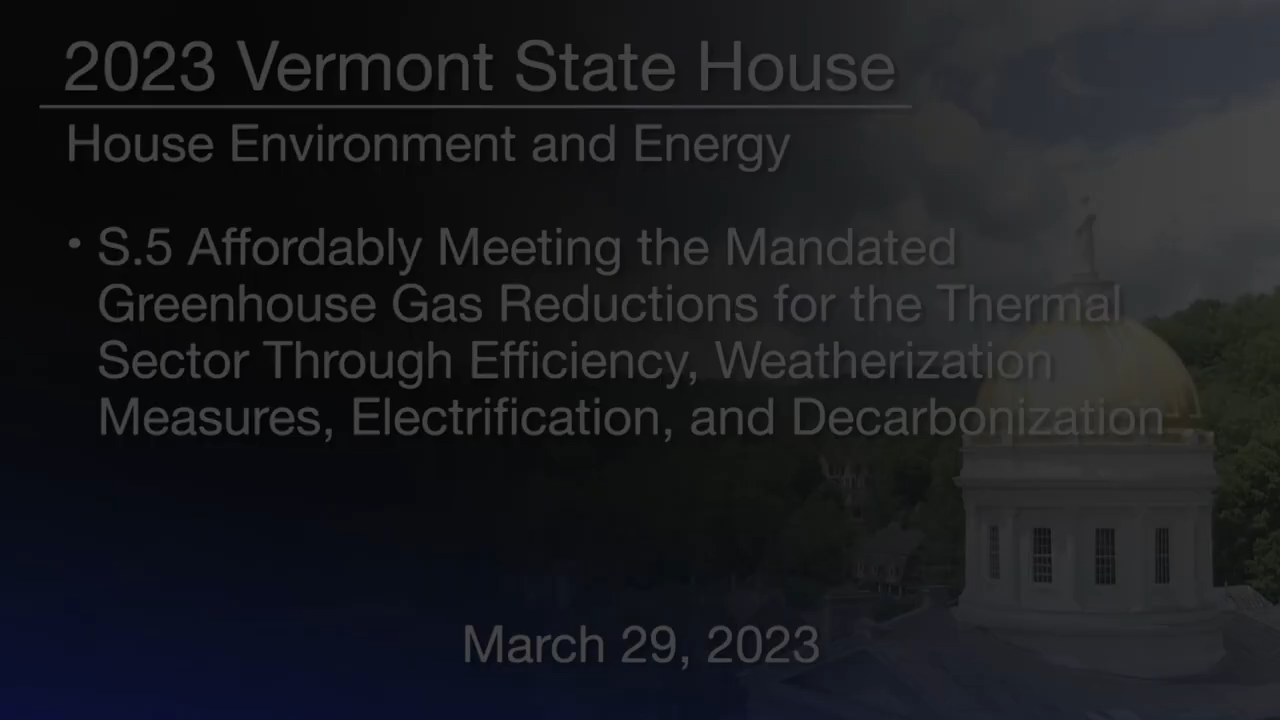 2023 Vermont State House
House Environment and Energy
• S.5 Affordably Meeting the Mandated
Greenhouse Gas Reductions for the Thermal
Sector Through Efficiency, Weatherization
Measures, Electrification, and Decarbonization
March 29, 2023